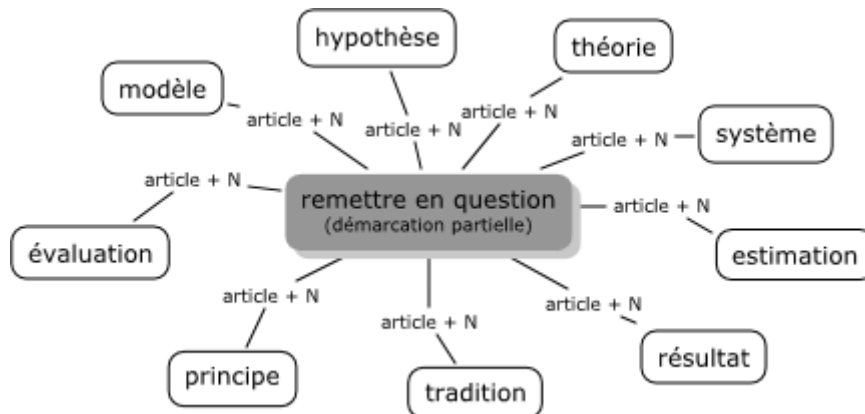 hypothèse
théorie
modèle
article + N
article + N
article + N
système
article + N
article + N
remettre en question
(démarcation partielle)
article + N
évaluation
estimation
article + N
article + N
article + N
principe
tradition
résultat